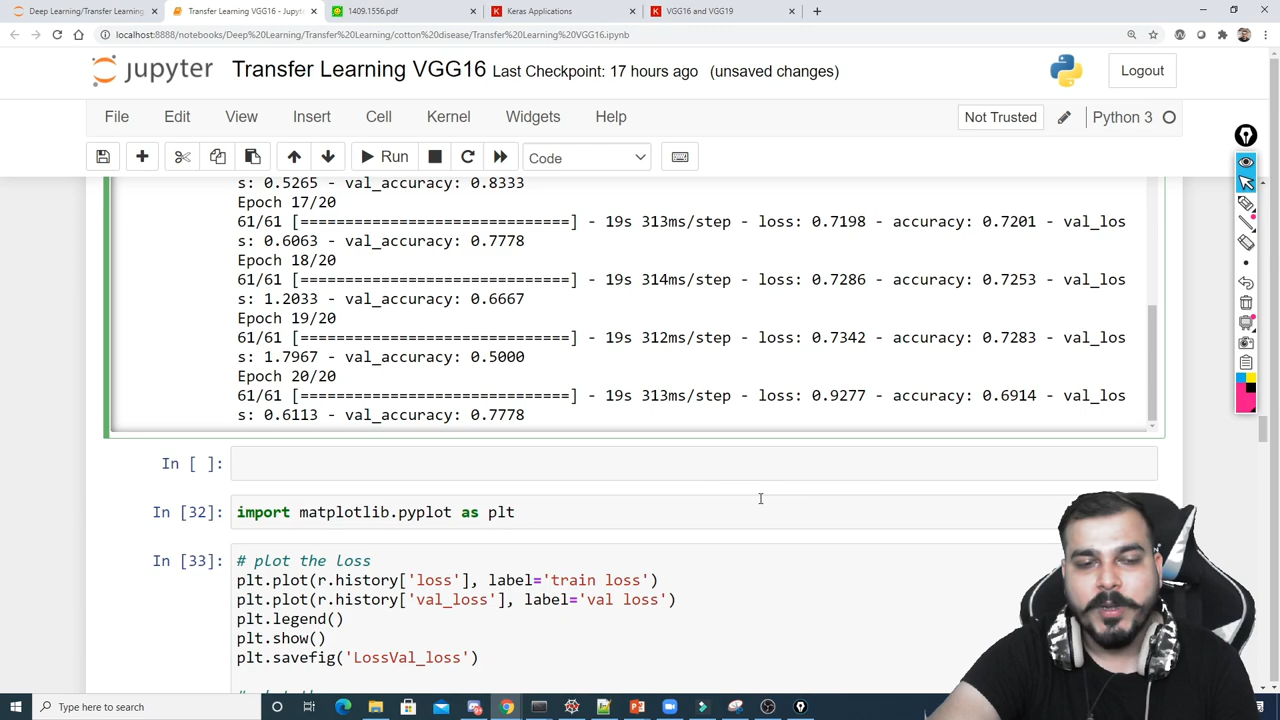 Deep Learning/Transfer Learning
Transfer Learning VGG16 - Jupyte
1409.1556.pdf
Keras Applications
VGG16 and VGG19
localhost:8888/notebooks/Deep%20Learning/Transfer%20Learning/cotton%20disease/Transfer%20Learning%20VGG16.ipynb
jupyter Transfer Learning VGG16 Last Checkpoint: 17 hours ago (unsaved changes)
Logout
File Edit View Insert Cell Kernel Widgets Help
Not Trusted
Python 3
Run
Code
s: 0.5265 - val_accuracy: 0.8333
Epoch 17/20
61/61 [==============================] - 19s 313ms/step - loss: 0.7198 - accuracy: 0.7201 - val_los
s: 0.6063 - val_accuracy: 0.7778
Epoch 18/20
61/61 [==============================] - 19s 314ms/step - loss: 0.7286 - accuracy: 0.7253 - val_los
s: 1.2033 - val_accuracy: 0.6667
Epoch 19/20
61/61 [==============================] - 19s 312ms/step - loss: 0.7342 - accuracy: 0.7283 - val_los
s: 1.7967 - val_accuracy: 0.5000
Epoch 20/20
61/61 [==============================] - 19s 313ms/step - loss: 0.9277 - accuracy: 0.6914 - val_los
s: 0.6113 - val_accuracy: 0.7778
In [ ]:
In [32]: import matplotlib.pyplot as plt
In [33]: # plot the loss
plt.plot(r.history['loss'], label='train loss')
plt.plot(r.history['val_loss'], label='val loss')
plt.legend()
plt.show()
plt.savefig('LossVal_loss')
Type here to search